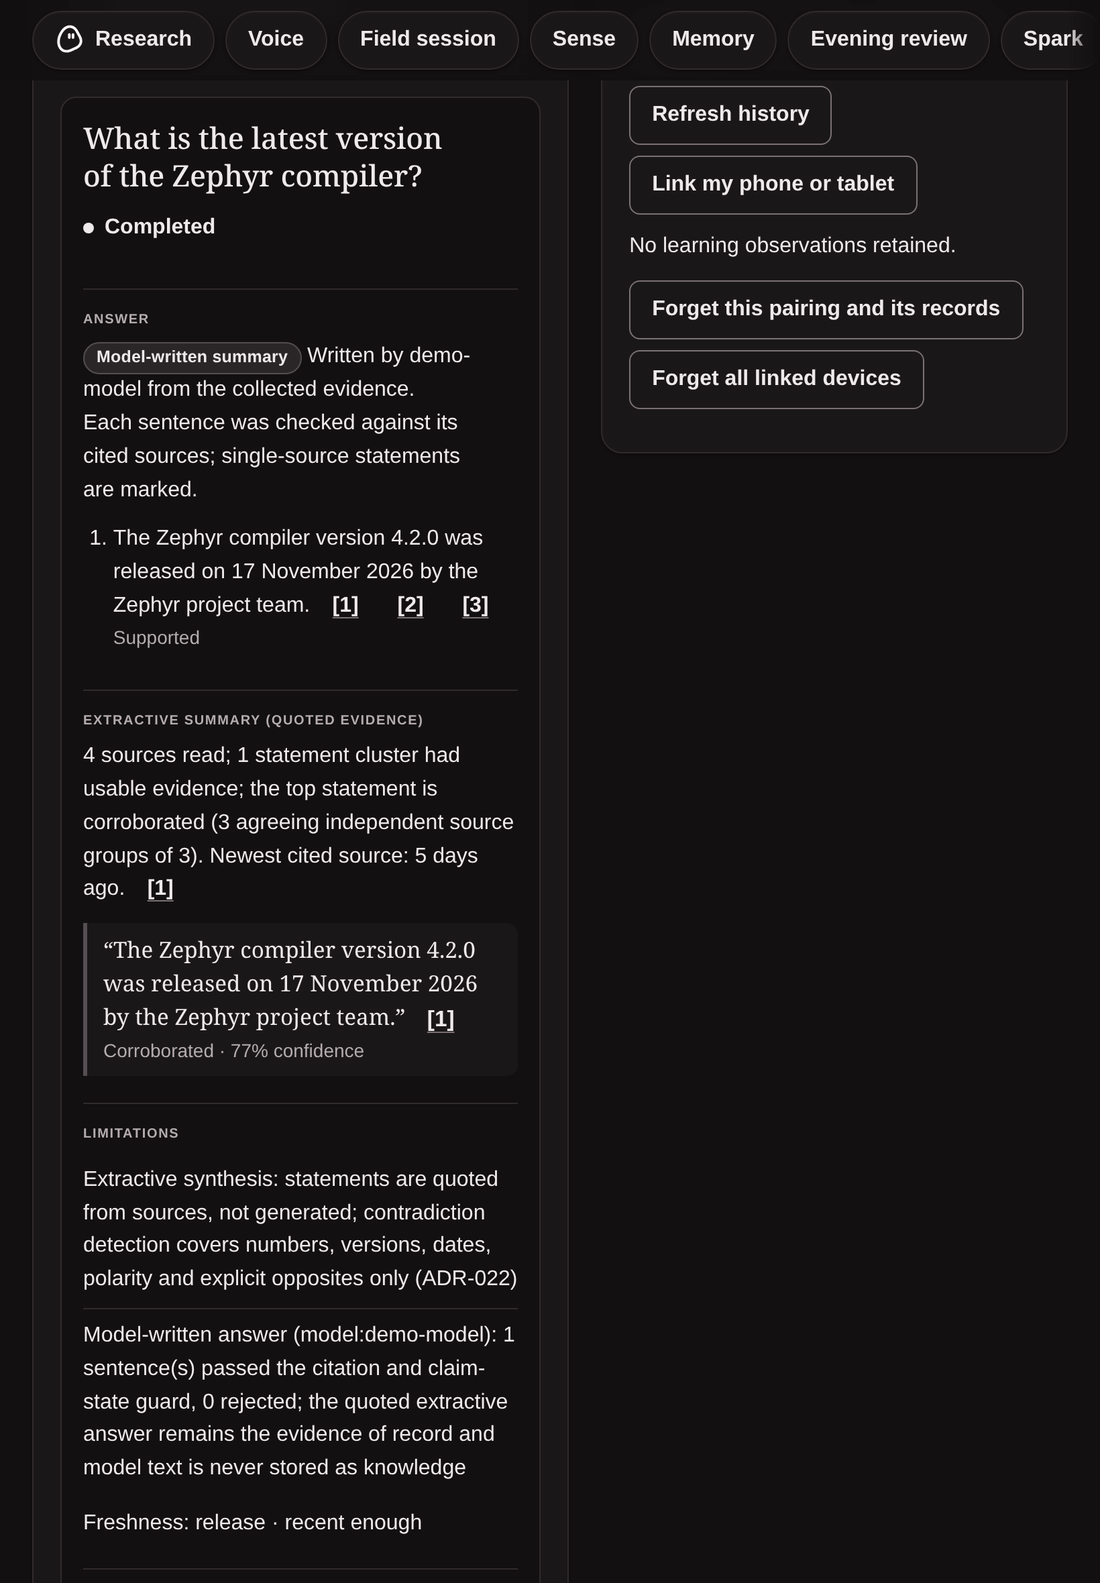 Research
Voice
Field session
Sense
Memory
Evening review
Spark
What is the latest version
of the Zephyr compiler?
Completed
ANSWER
Model-written summary Written by demo-
model from the collected evidence.
Each sentence was checked against its
cited sources; single-source statements
are marked.
1. The Zephyr compiler version 4.2.0 was
released on 17 November 2026 by the
Zephyr project team. [1] [2] [3]
Supported
EXTRACTIVE SUMMARY (QUOTED EVIDENCE)
4 sources read; 1 statement cluster had
usable evidence; the top statement is
corroborated (3 agreeing independent source
groups of 3). Newest cited source: 5 days
ago. [1]
“The Zephyr compiler version 4.2.0
was released on 17 November 2026
by the Zephyr project team.” [1]
Corroborated · 77% confidence
LIMITATIONS
Extractive synthesis: statements are quoted
from sources, not generated; contradiction
detection covers numbers, versions, dates,
polarity and explicit opposites only (ADR-022)
Model-written answer (model:demo-model): 1
sentence(s) passed the citation and claim-
state guard, 0 rejected; the quoted extractive
answer remains the evidence of record and
model text is never stored as knowledge
Freshness: release · recent enough
Refresh history
Link my phone or tablet
No learning observations retained.
Forget this pairing and its records
Forget all linked devices